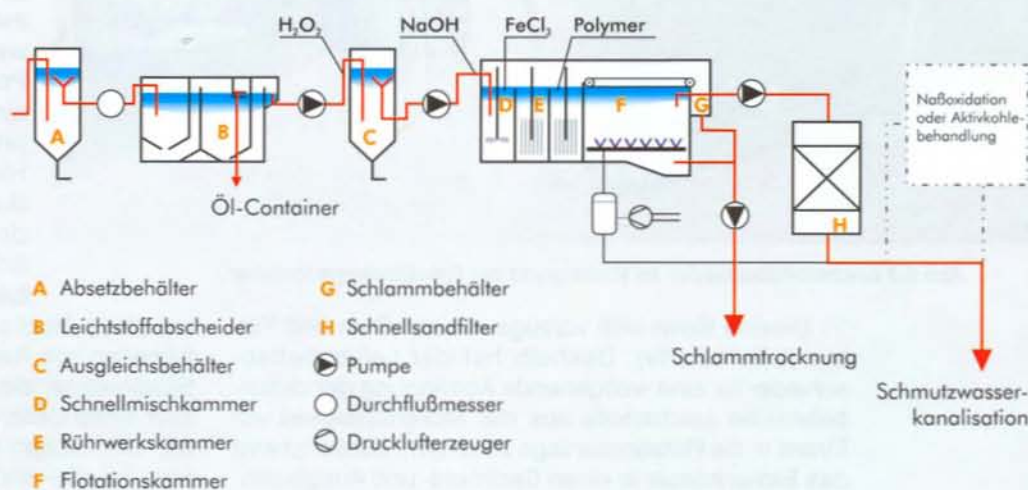 H₂O₂
NaOH
FeCl₃
Polymer
A
B
C
D
E
F
G
H
Naßoxidation
oder Aktivkohle-
behandlung
Öl-Container
A Absetzbehälter
B Leichtstoffabscheider
C Ausgleichsbehälter
D Schnellmischkammer
E Rührwerkskammer
F Flotationskammer
G Schlammbehälter
H Schnellsandfilter
Pumpe
Durchflußmesser
Drucklufterzeuger
Schlammtrocknung
Schmutzwasser-
kanalisation